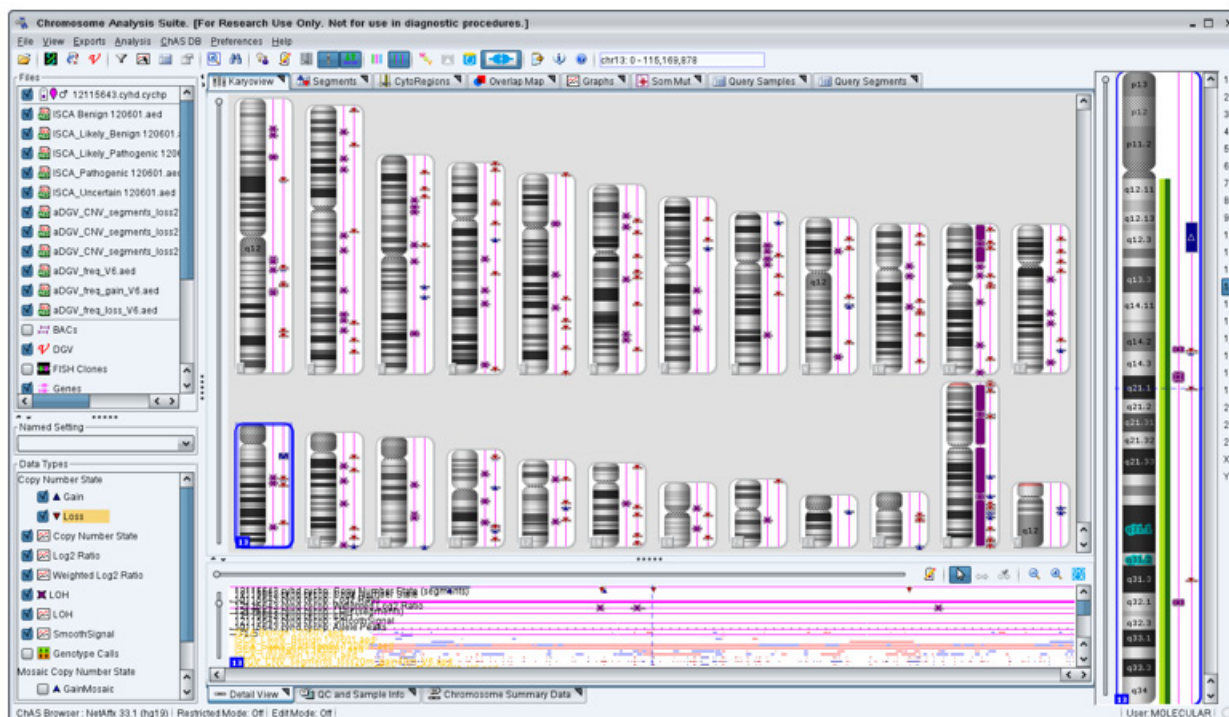 Chromosome Analysis Suite. [For Research Use Only. Not for use in diagnostic procedures.]
File View Exports Analysis ChAS DB Preferences Help
chr13: 0 - 115,169,878
Files
12115643.cyhd.cychp
ISCA Benign 120601.aed
ISCA_Likely_Benign 120601.
ISCA_Likely_Pathogenic 1206
ISCA_Pathogenic 120601.aed
ISCA_Uncertain 120601.aed
aDGV_CNV_segments_loss2
aDGV_CNV_segments_loss2
aDGV_CNV_segments_loss2
aDGV_freq_V6.aed
aDGV_freq_gain_V6.aed
aDGV_freq_loss_V6.aed
BACs
DGV
FISH Clones
Genes
Named Setting
Data Types
Copy Number State
Gain
Loss
Copy Number State
Log2 Ratio
Weighted Log2 Ratio
LOH
LOH
SmoothSignal
Genotype Calls
Mosaic Copy Number State
GainMosaic
Karyoview Segments CytoRegions Overlap Map Graphs Som Mut Query Samples Query Segments
q12
q12
q12
13
13
Detail View QC and Sample Info Chromosome Summary Data
p13
p12
p11.2
q12.11
q12.13
q12.3
q13.3
q14.11
q14.2
q14.3
q21.1
q21.2
q21.31
q21.32
q21.33
q31.3
q32.1
q32.3
q33.1
q33.3
q34
13
X
Y
ChAS Browser : NetAffx 33.1 (hg19) Restricted Mode: Off Edit Mode: Off
User: MOLECULAR